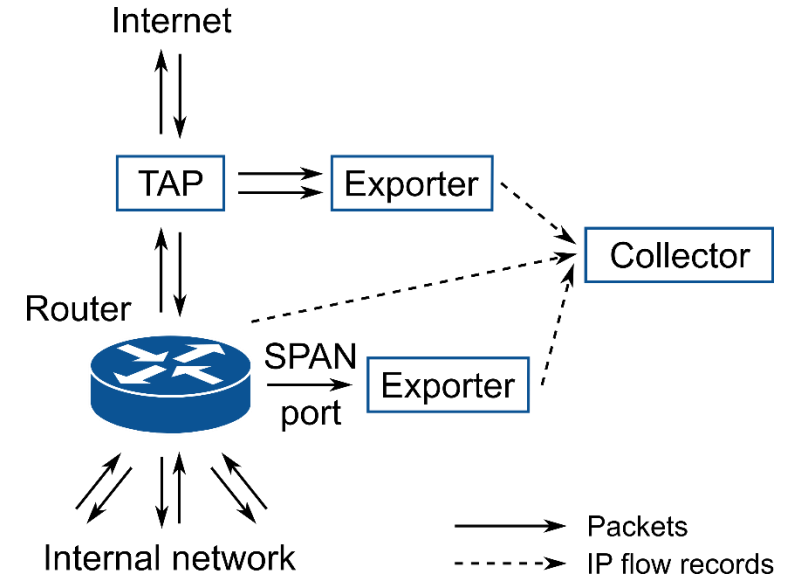 Internet
TAP
Exporter
Collector
Router
SPAN
port
Exporter
Internal network
Packets
IP flow records